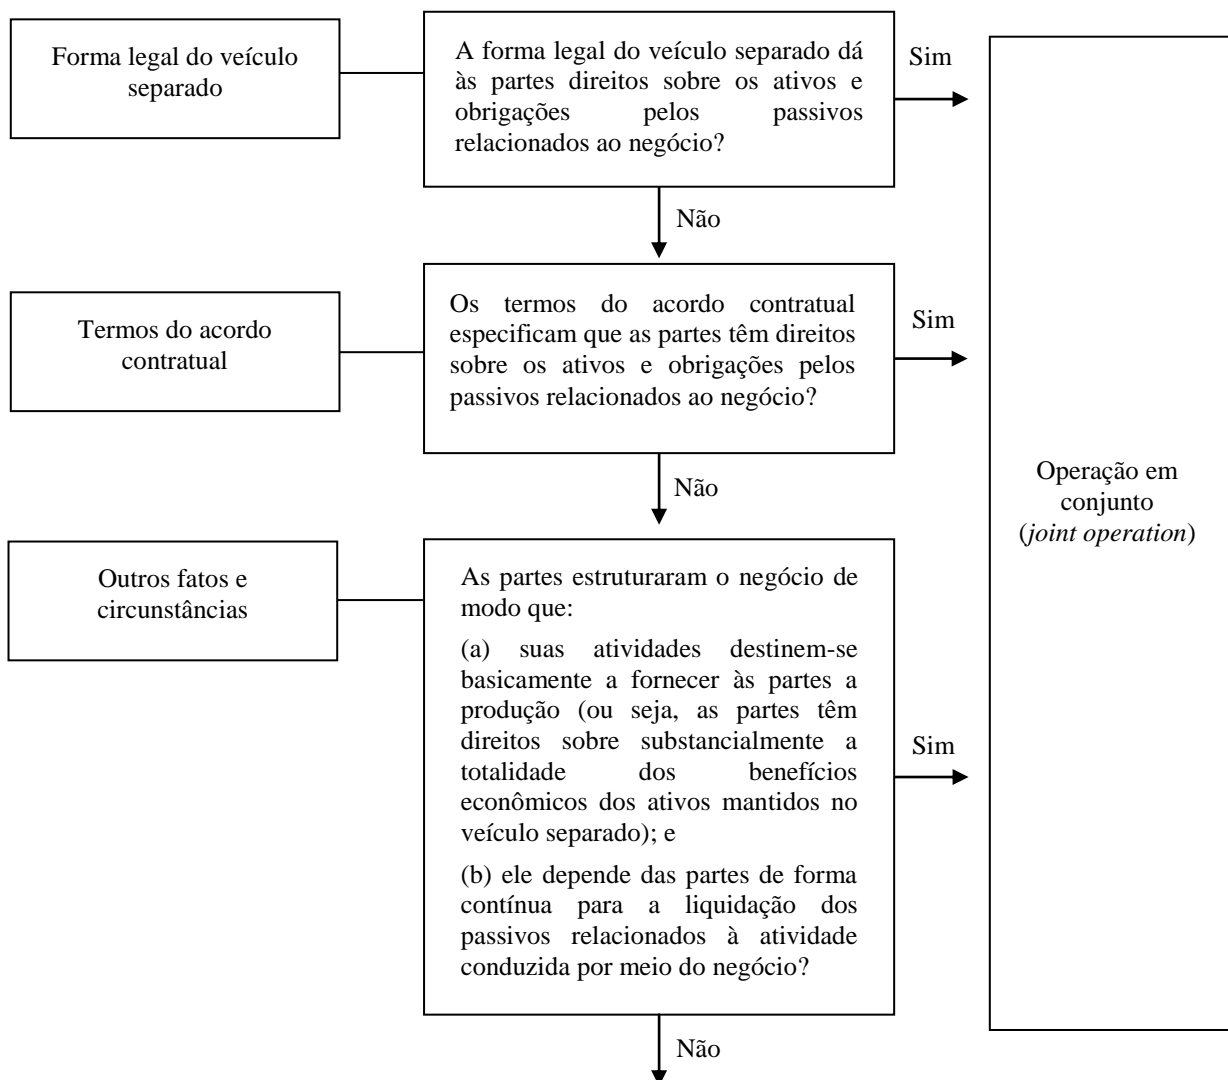 Forma legal do veículo
separado
A forma legal do veículo separado dá
às partes direitos sobre os ativos e
obrigações pelos passivos
relacionados ao negócio?
Sim
Não
Termos do acordo
contratual
Os termos do acordo contratual
especificam que as partes têm direitos
sobre os ativos e obrigações pelos
passivos relacionados ao negócio?
Sim
Não
Outros fatos e
circunstâncias
As partes estruturaram o negócio de
modo que:
(a) suas atividades destinem-se
basicamente a fornecer às partes a
produção (ou seja, as partes têm
direitos sobre substancialmente a
totalidade dos benefícios
econômicos dos ativos mantidos no
veículo separado); e
(b) ele depende das partes de forma
contínua para a liquidação dos
passivos relacionados à atividade
conduzida por meio do negócio?
Sim
Não
Operação em
conjunto
(joint operation)